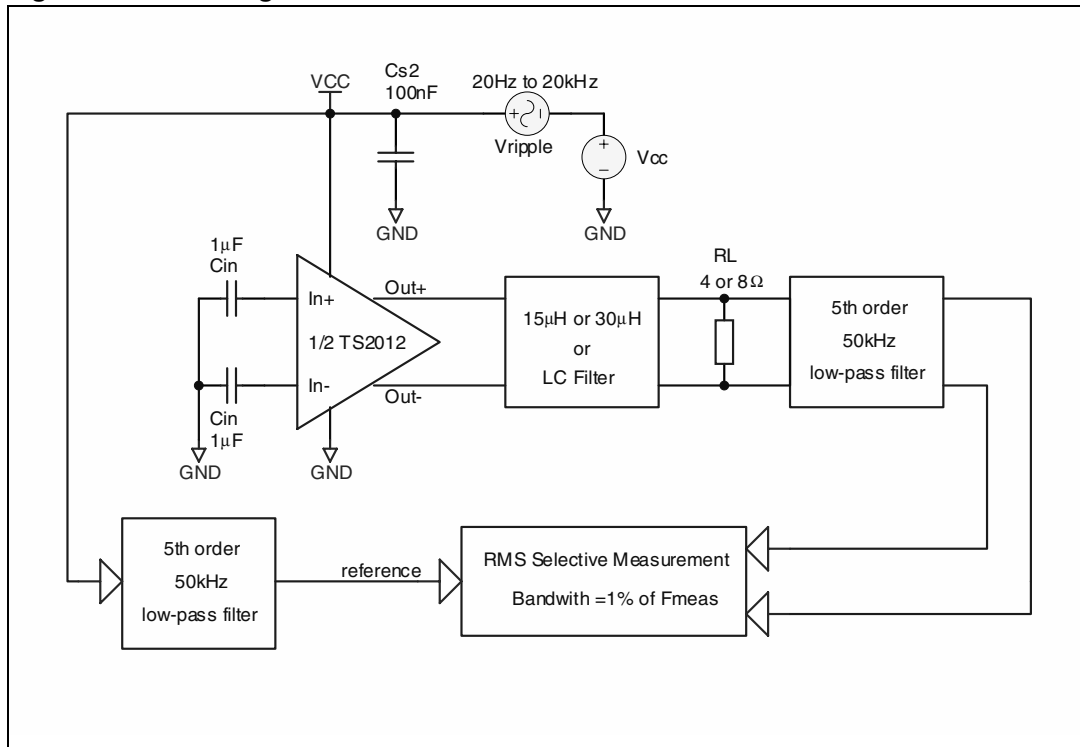 VCC
Cs2
100nF
20Hz to 20kHz
+
Vripple
+
−
Vcc
GND
GND
1µF
Cin
In+
1/2 TS2012
In-
Out+
Out-
Cin
1µF
GND
GND
15µH or 30µH
or
LC Filter
RL
4 or 8Ω
5th order
50kHz
low-pass filter
5th order
50kHz
low-pass filter
reference
RMS Selective Measurement
Bandwith =1% of Fmeas